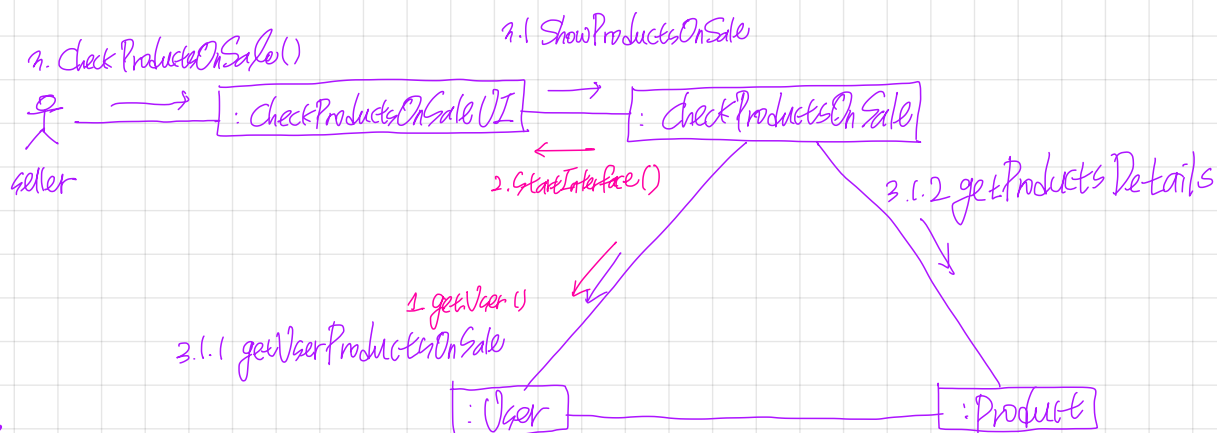 3.1 ShowProductsOnSale
3. CheckProductsOnSale()
: CheckProductsOnSaleUI
: CheckProductsOnSale
seller
2. StartInterface()
3.1.2 getProductsDetails
1 getUser()
3.1.1 getUserProductsOnSale
:User
:Product